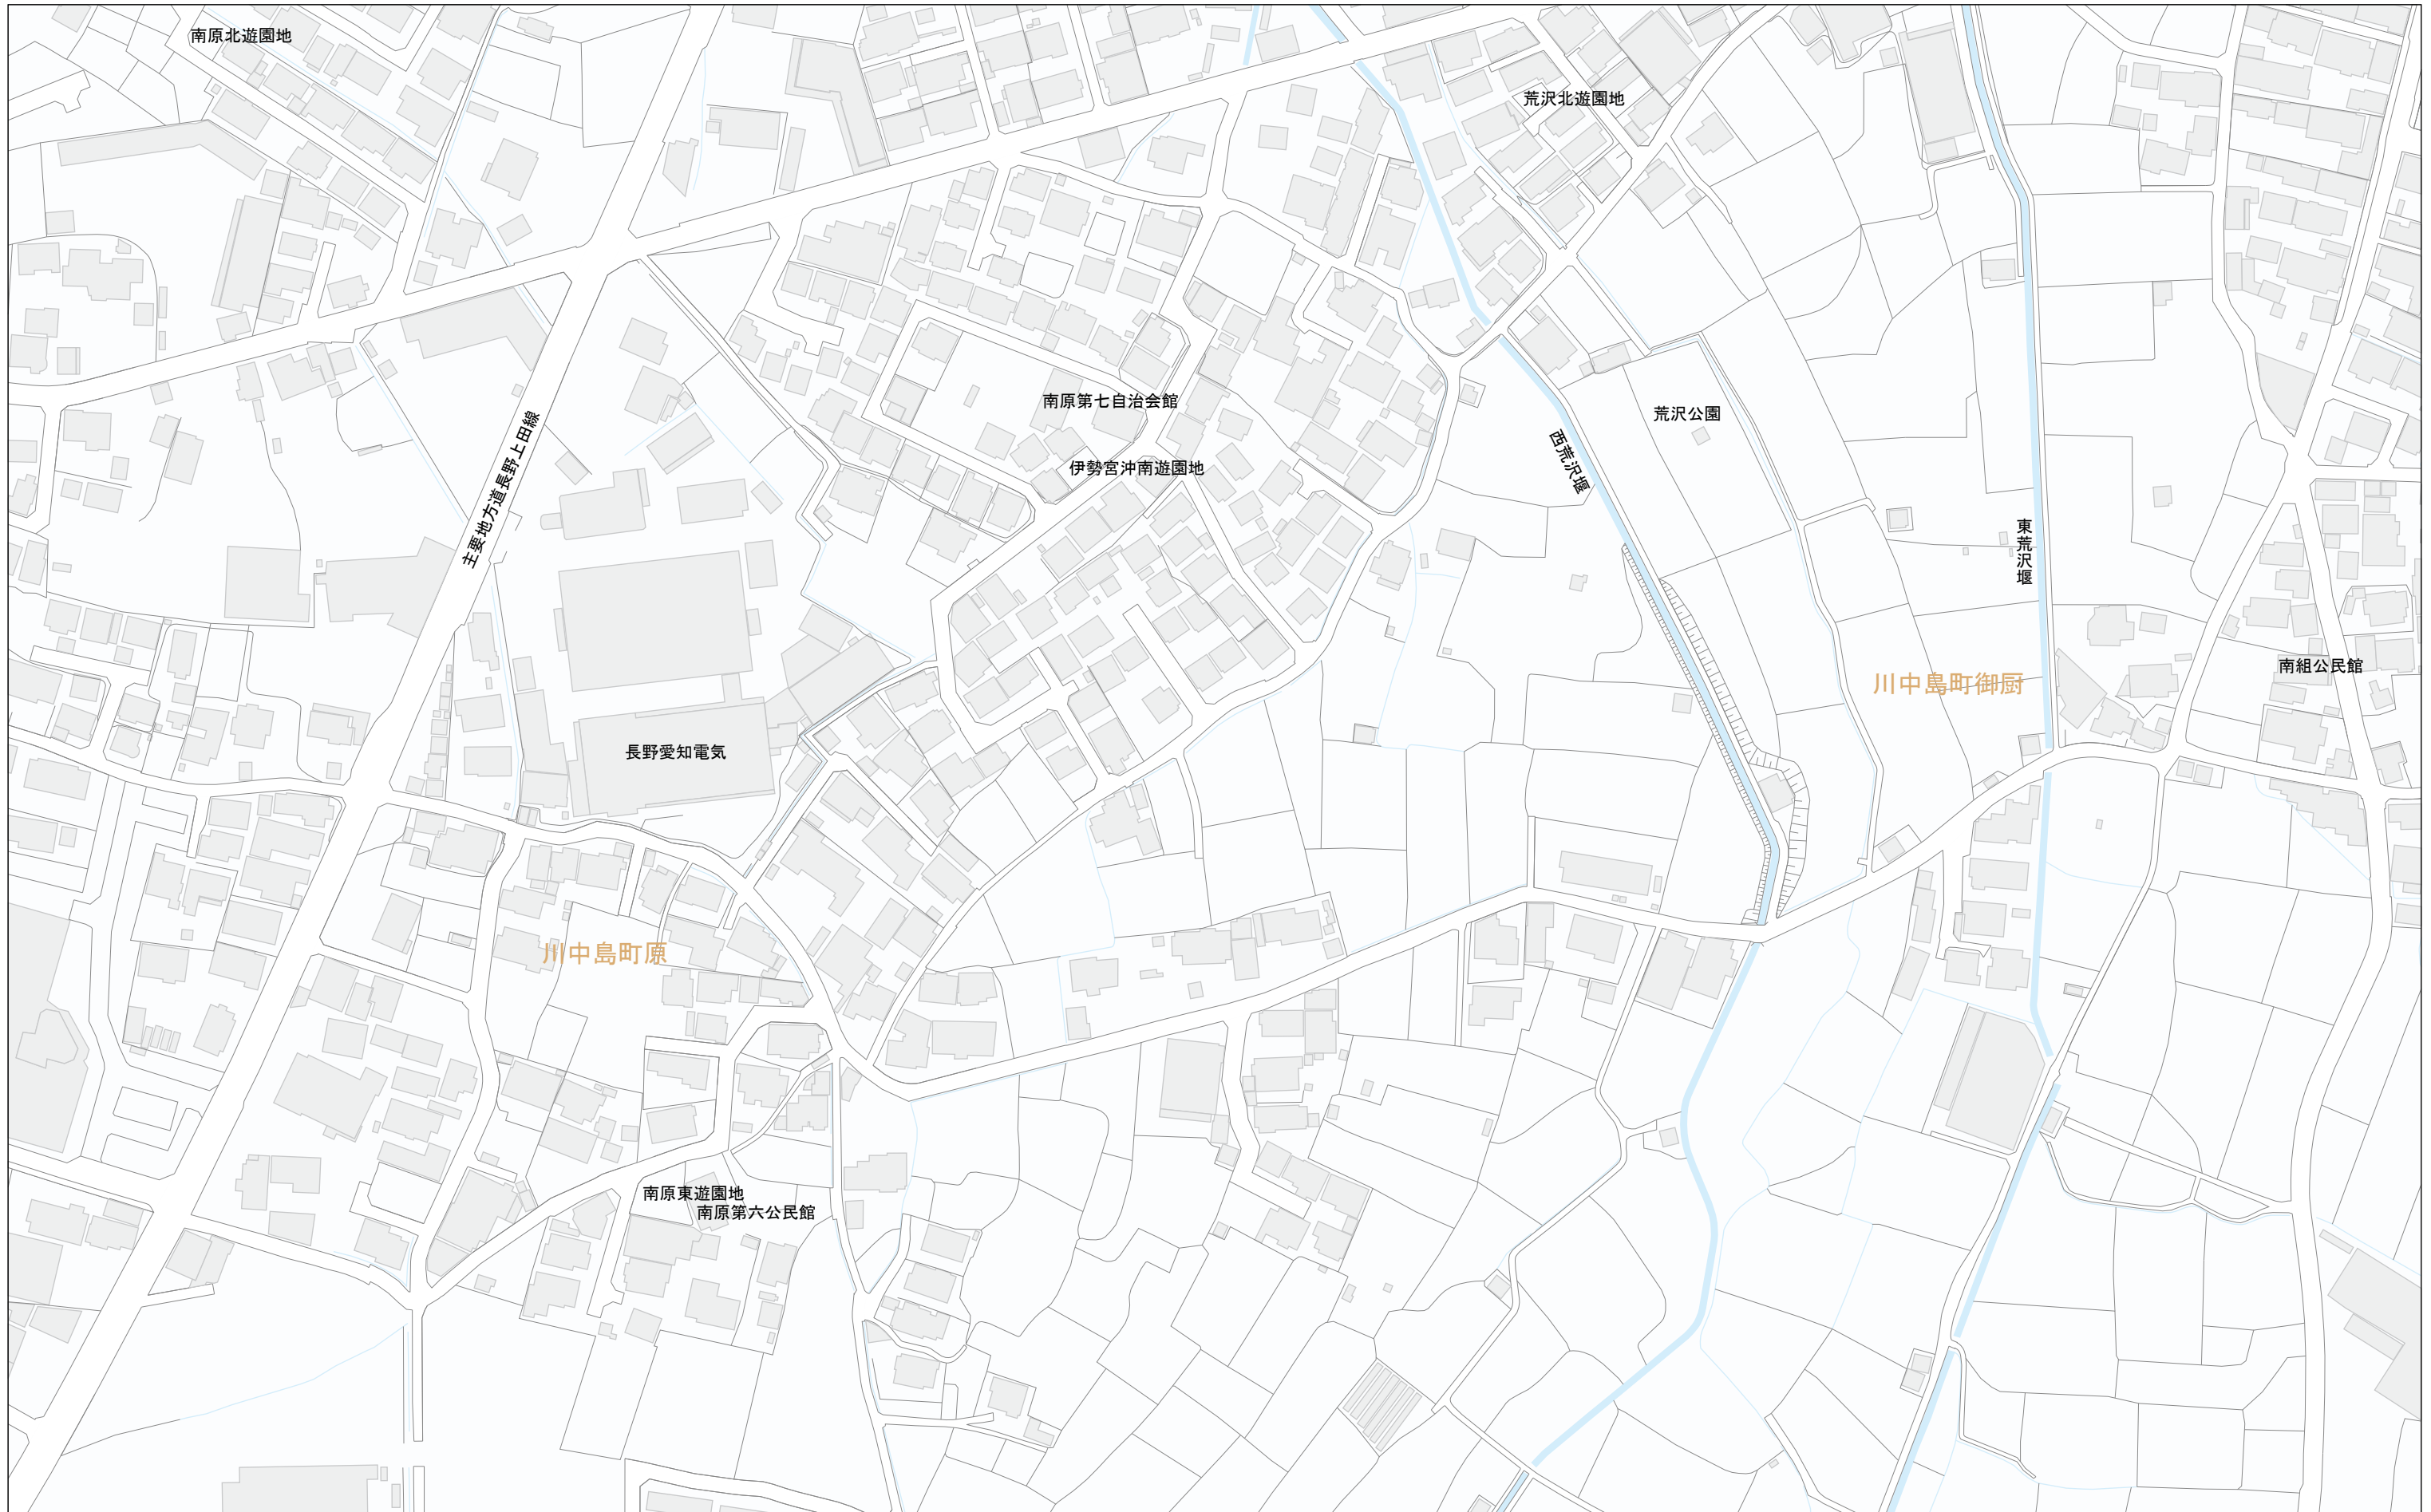 南原北遊園地
荒沢北遊園地
南原第七自治会館
荒沢公園
主要地方道長野上田線
伊勢宮沖南遊園地
西荒沢堰
東荒沢堰
南組公民館
川中島町御厨
長野愛知電気
川中島町原
南原東遊園地
南原第六公民館